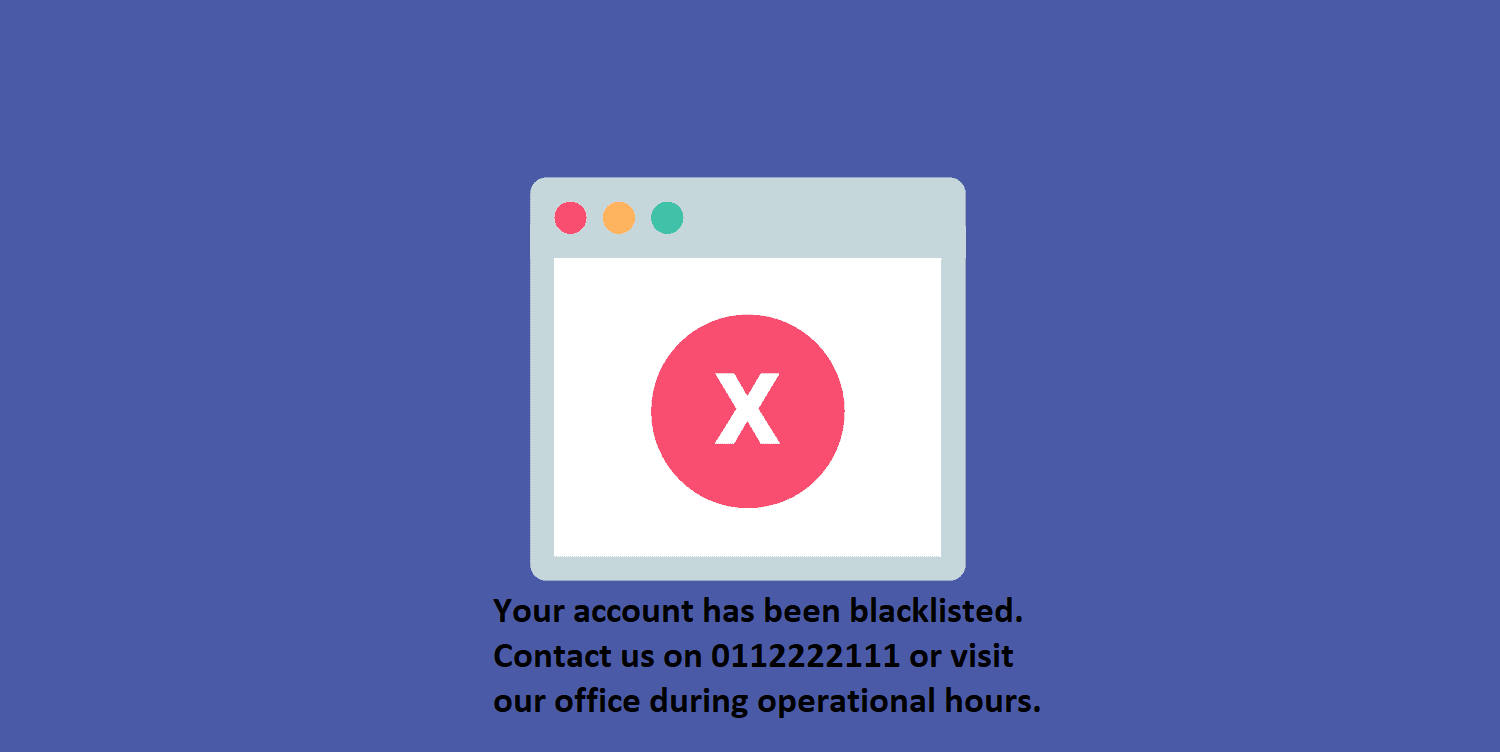 X
Your account has been blacklisted.
Contact us on 0112222111 or visit
our office during operational hours.